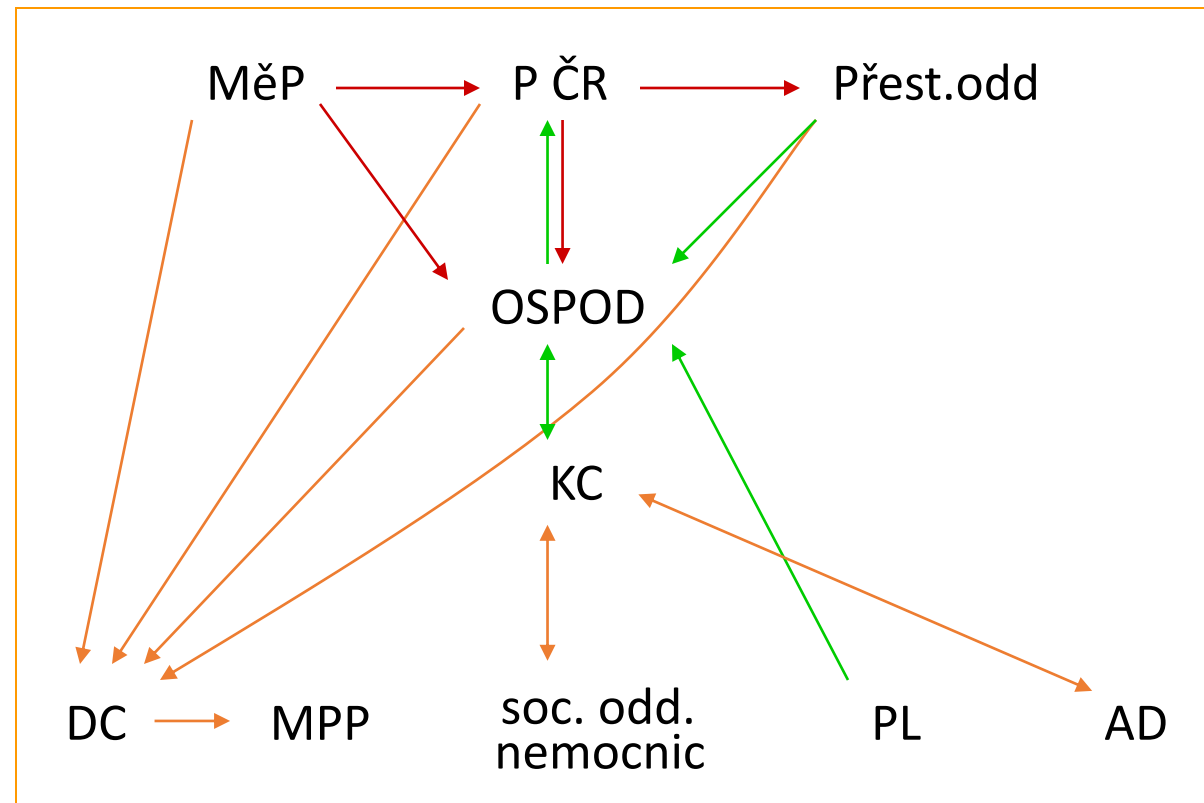 MěP
P ČR
Přest.odd
OSPOD
KC
DC
MPP
soc. odd.
nemocnic
PL
AD